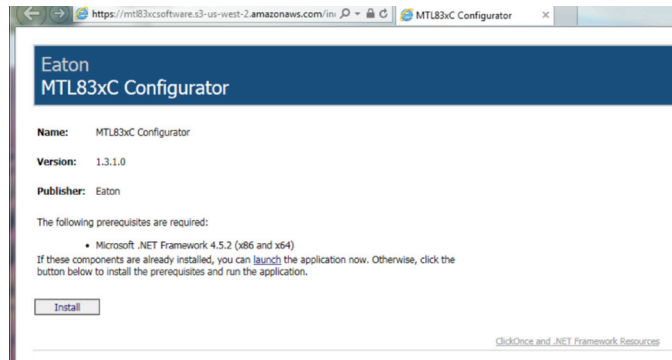 https://mtl83xcsoftware.s3-us-west-2.amazonaws.com/in
MTL83xC Configurator
Eaton
MTL83xC Configurator
Name: MTL83xC Configurator
Version: 1.3.1.0
Publisher: Eaton
The following prerequisites are required:
• Microsoft .NET Framework 4.5.2 (x86 and x64)
If these components are already installed, you can launch the application now. Otherwise, click the
button below to install the prerequisites and run the application.
Install
ClickOnce and .NET Framework Resources